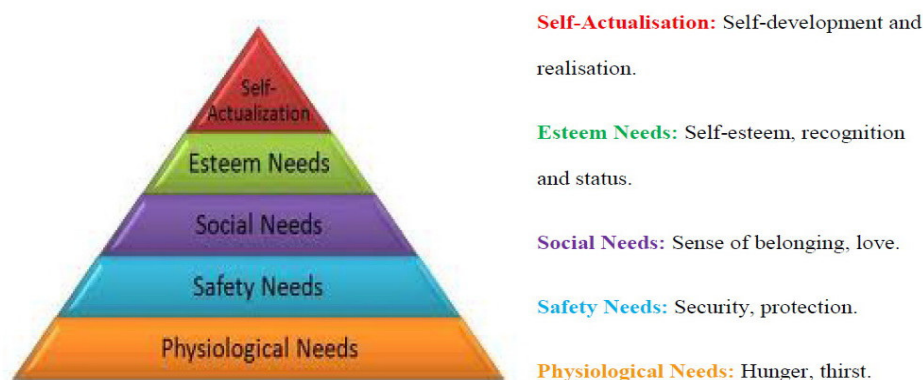 Self-
Actualization
Esteem Needs
Social Needs
Safety Needs
Physiological Needs
Self-Actualisation: Self-development and
realisation.
Esteem Needs: Self-esteem, recognition
and status.
Social Needs: Sense of belonging, love.
Safety Needs: Security, protection.
Physiological Needs: Hunger, thirst.